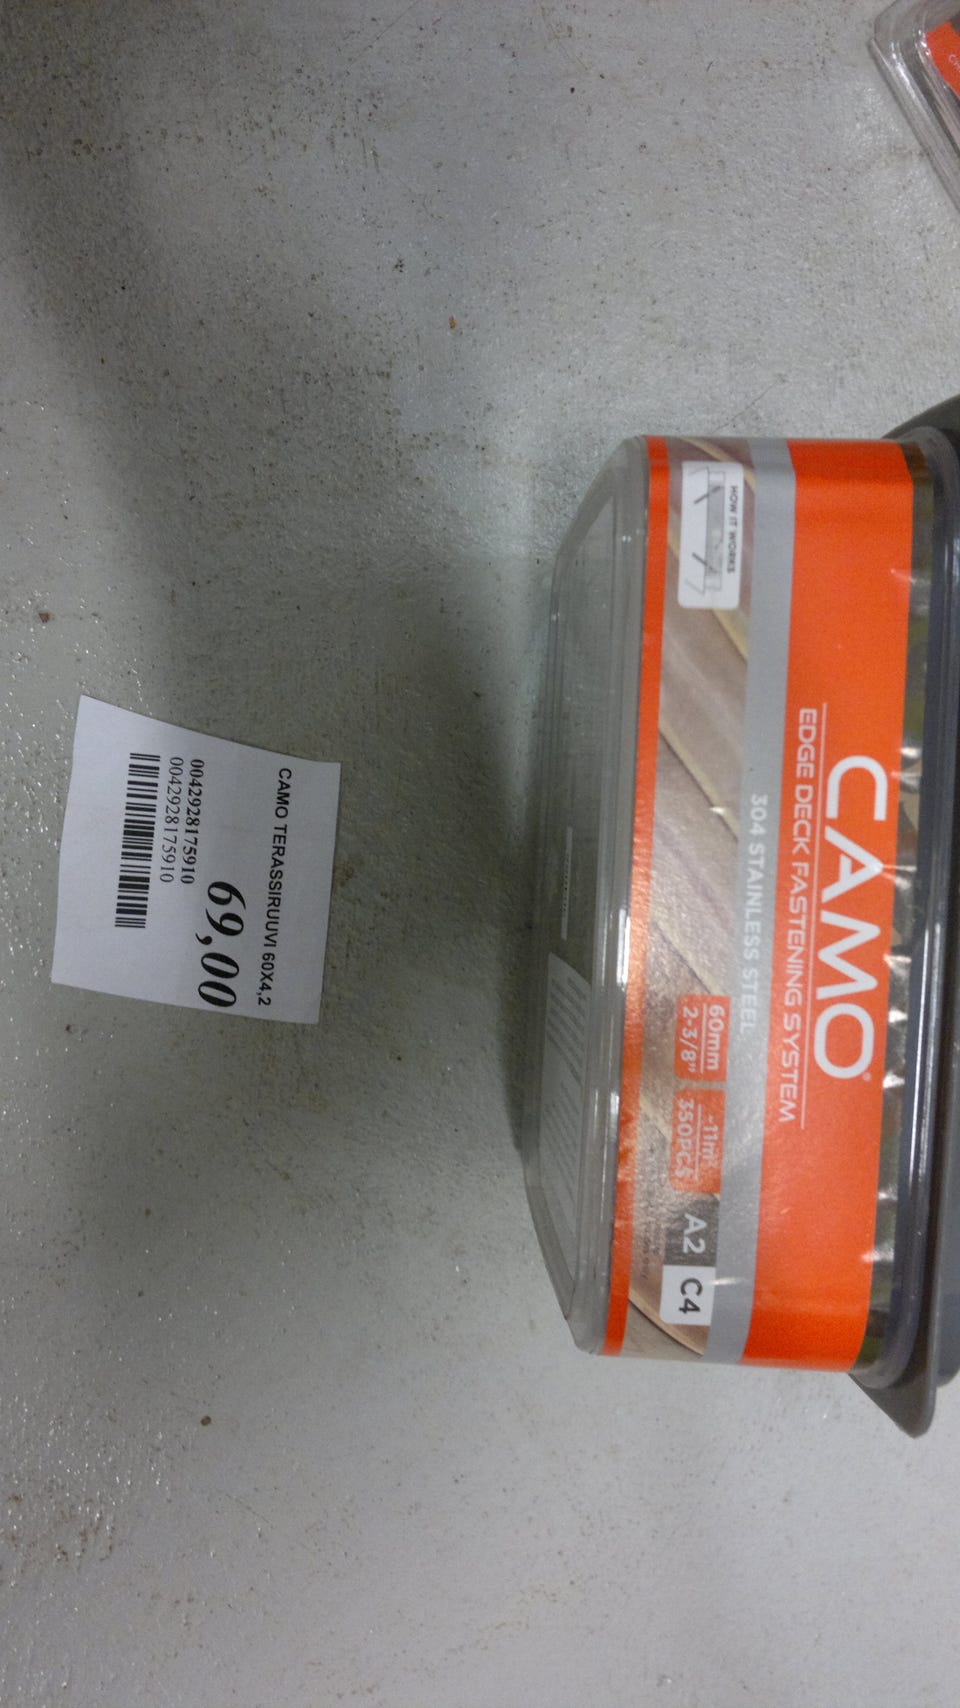 CAMO®
EDGE DECK FASTENING SYSTEM
304 STAINLESS STEEL
HOW IT WORKS
60mm
2-3/8"
~11m²
350PCS
A2
C4
CAMO TERASSIRUUVI 60X4,2
69,00
0042928175910
0042928175910